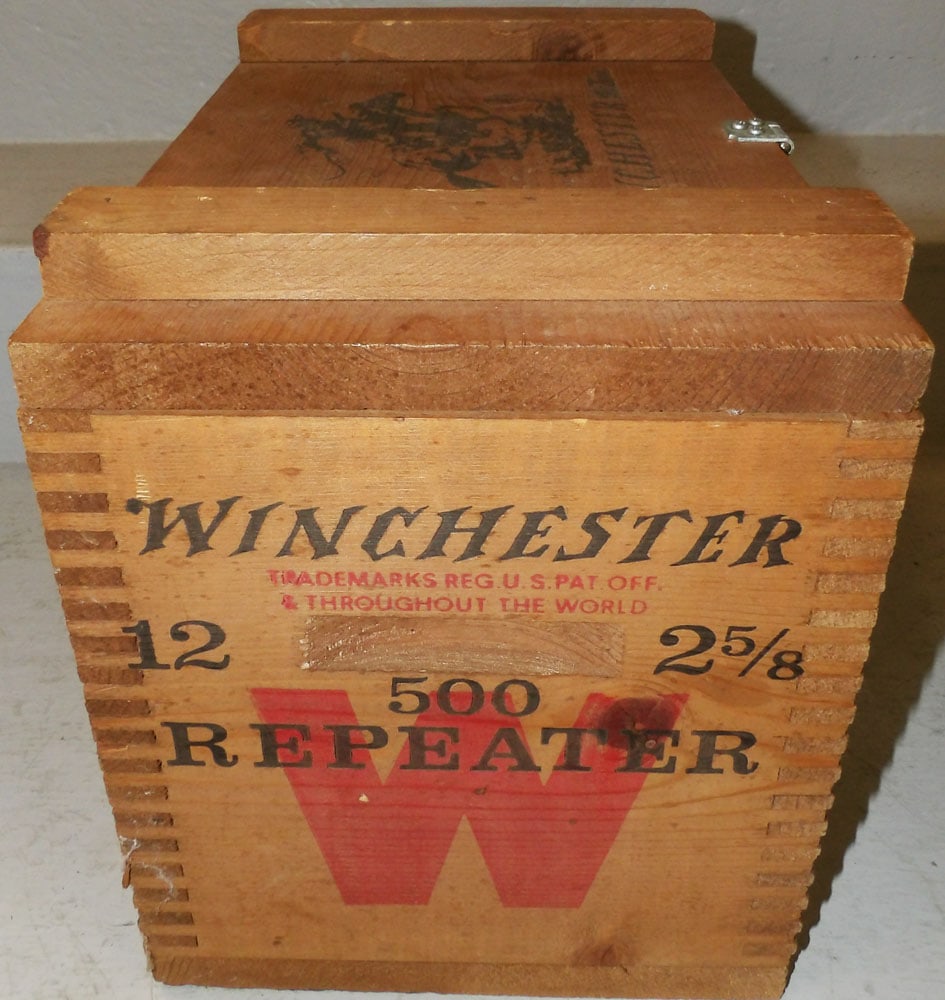 WINCHESTER
TRADEMARKS REG. U.S. PAT. OFF.
& THROUGHOUT THE WORLD
12 2 5/8
500
REPEATER
W